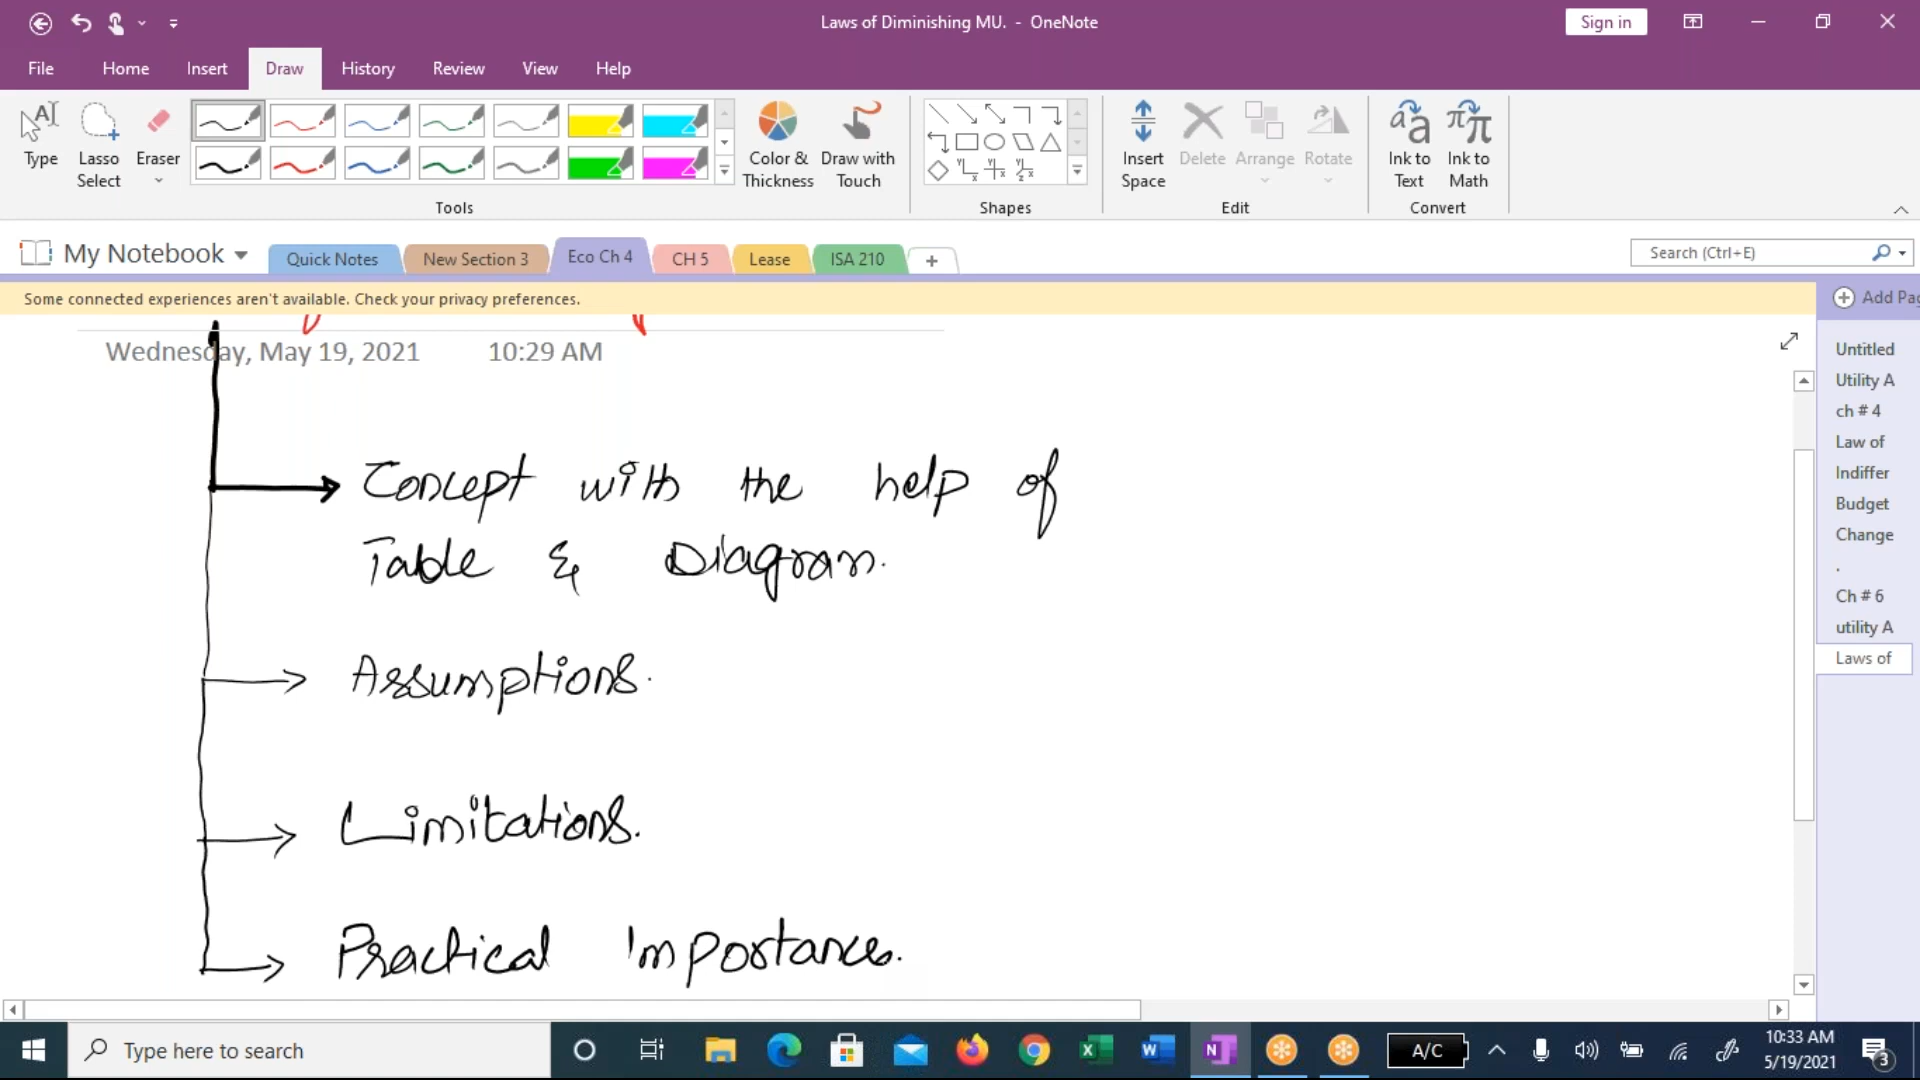 Laws of Diminishing MU. - OneNote
Sign in
File Home Insert Draw History Review View Help
Type
Lasso Select
Eraser
Color & Thickness
Draw with Touch
Insert Space
Delete
Arrange
Rotate
Ink to Text
Ink to Math
Tools Shapes Edit Convert
My Notebook Quick Notes New Section 3 Eco Ch 4 CH 5 Lease ISA 210
Search (Ctrl+E)
Some connected experiences aren't available. Check your privacy preferences.
Add Pag
Wednesday, May 19, 2021 10:29 AM
Concept with the help of
Table & Diagram.
Assumptions.
Limitations.
Practical Importances.
Untitled
Utility A
ch # 4
Law of
Indiffer
Budget
Change
.
Ch # 6
utility A
Laws of
Type here to search
A/C
10:33 AM
5/19/2021
3